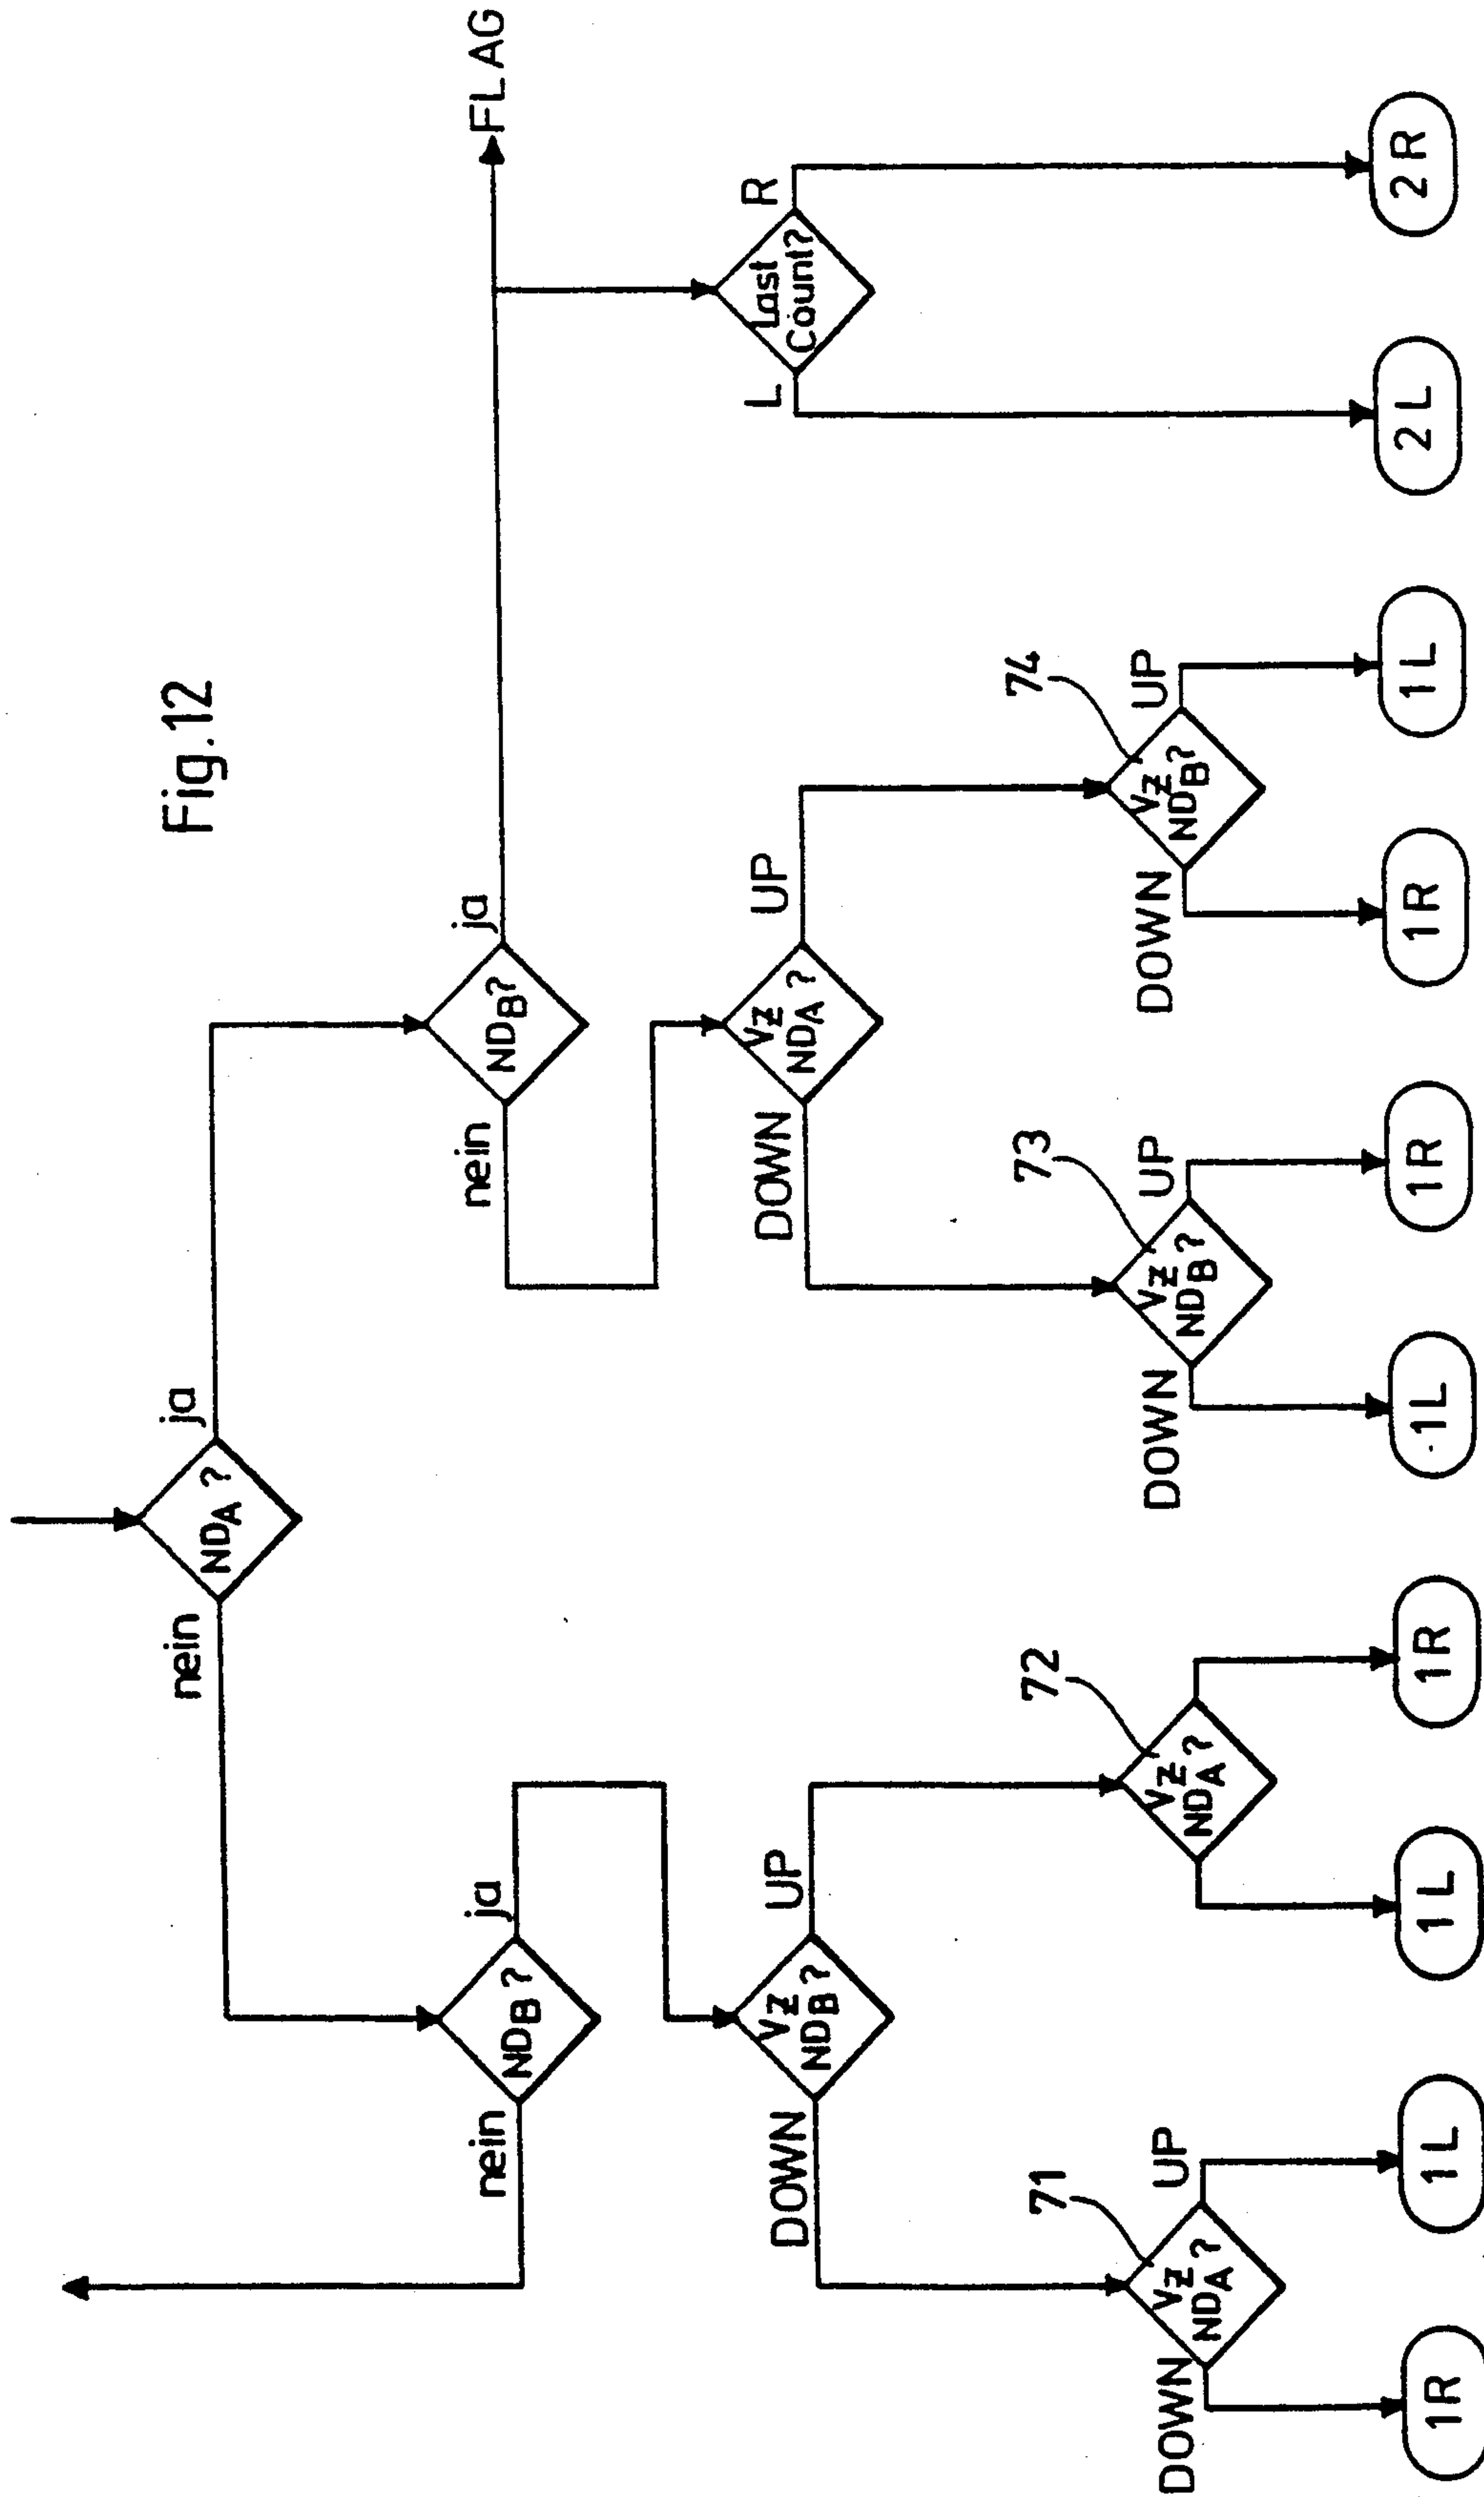 Fig.12
nein
NDA ?
ja
nein
NDB ?
ja
nein
NDB?
ja
FLAG
DOWN
VZ
NDB ?
UP
DOWN
VZ
NDA ?
UP
L
Last
Count?
R
71
72
73
74
DOWN
VZ
NDA ?
UP
VZ
NDA ?
DOWN
VZ
NDB ?
UP
DOWN
VZ
NDB?
UP
1R
1L
1L
1R
1L
1R
1R
1L
2L
2R